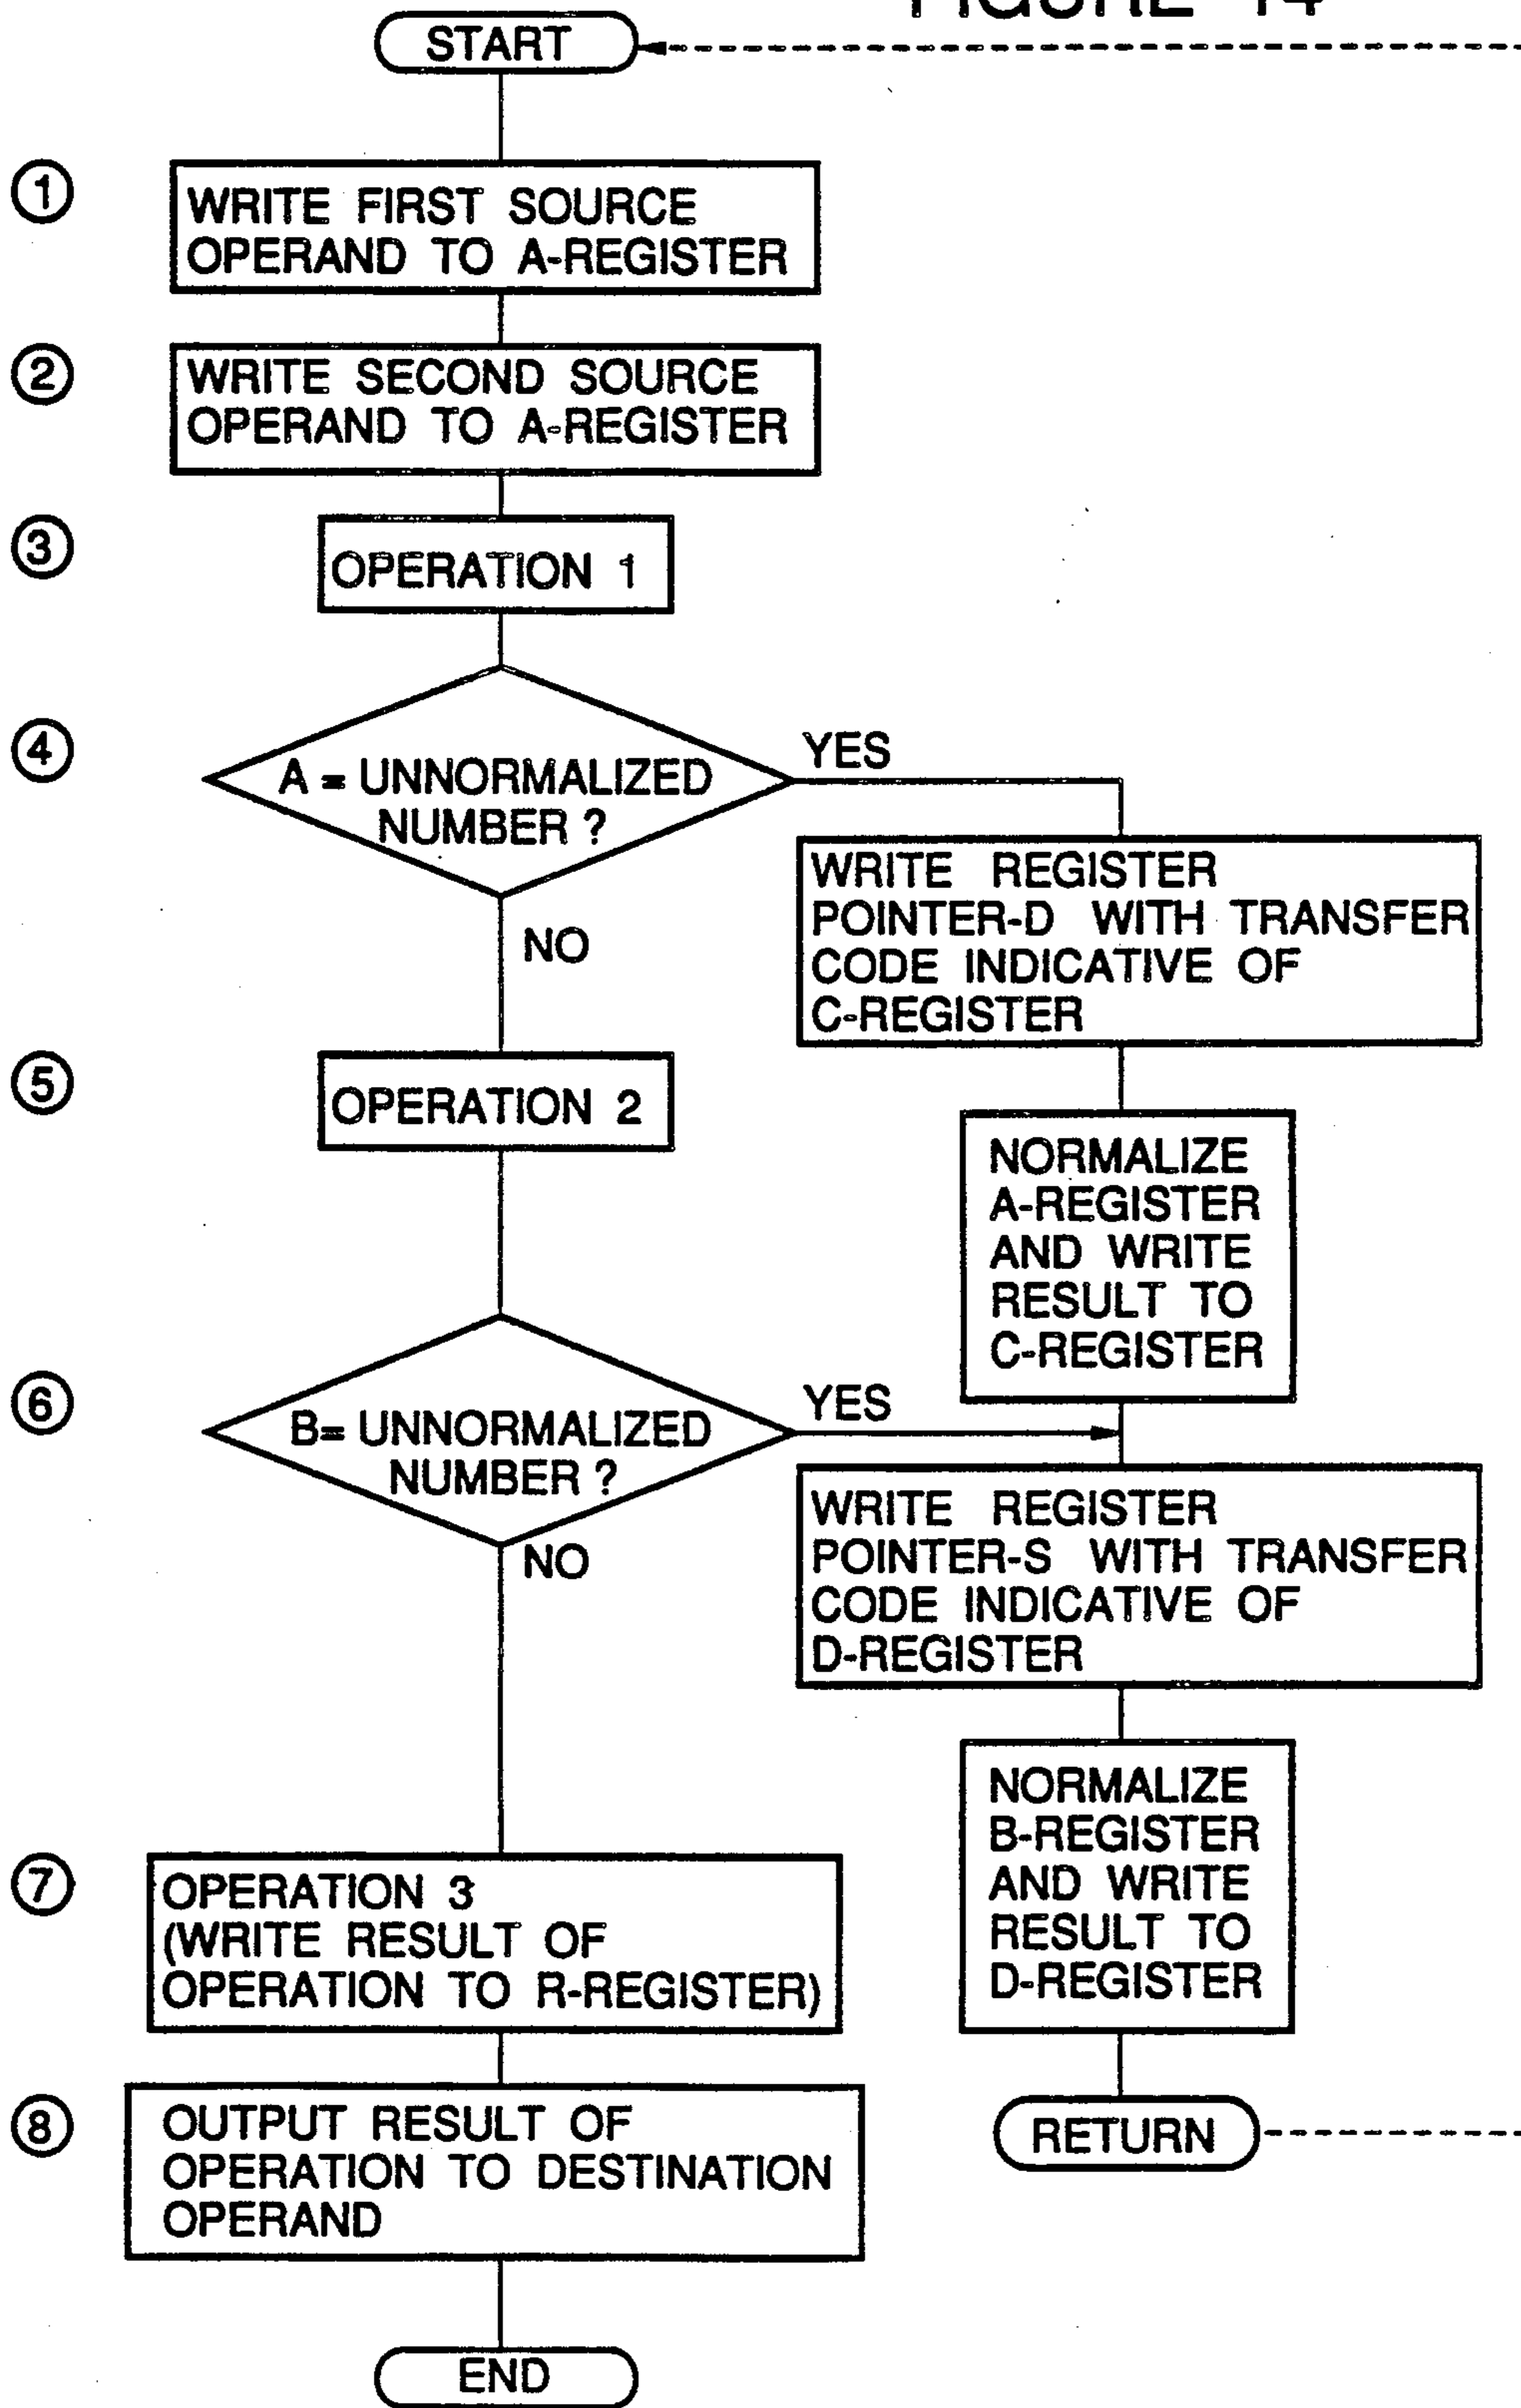 FIGURE 14
START
① WRITE FIRST SOURCE
OPERAND TO A-REGISTER
② WRITE SECOND SOURCE
OPERAND TO A-REGISTER
③ OPERATION 1
④ A = UNNORMALIZED
NUMBER ?
YES
NO
WRITE REGISTER
POINTER-D WITH TRANSFER
CODE INDICATIVE OF
C-REGISTER
⑤ OPERATION 2
NORMALIZE
A-REGISTER
AND WRITE
RESULT TO
C-REGISTER
⑥ B= UNNORMALIZED
NUMBER ?
YES
NO
WRITE REGISTER
POINTER-S WITH TRANSFER
CODE INDICATIVE OF
D-REGISTER
NORMALIZE
B-REGISTER
AND WRITE
RESULT TO
D-REGISTER
⑦ OPERATION 3
(WRITE RESULT OF
OPERATION TO R-REGISTER)
⑧ OUTPUT RESULT OF
OPERATION TO DESTINATION
OPERAND
RETURN
END